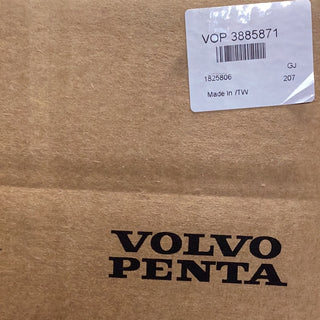 VOP 3885871
GJ
1825806 207
Made In /TW
VOLVO
PENTA